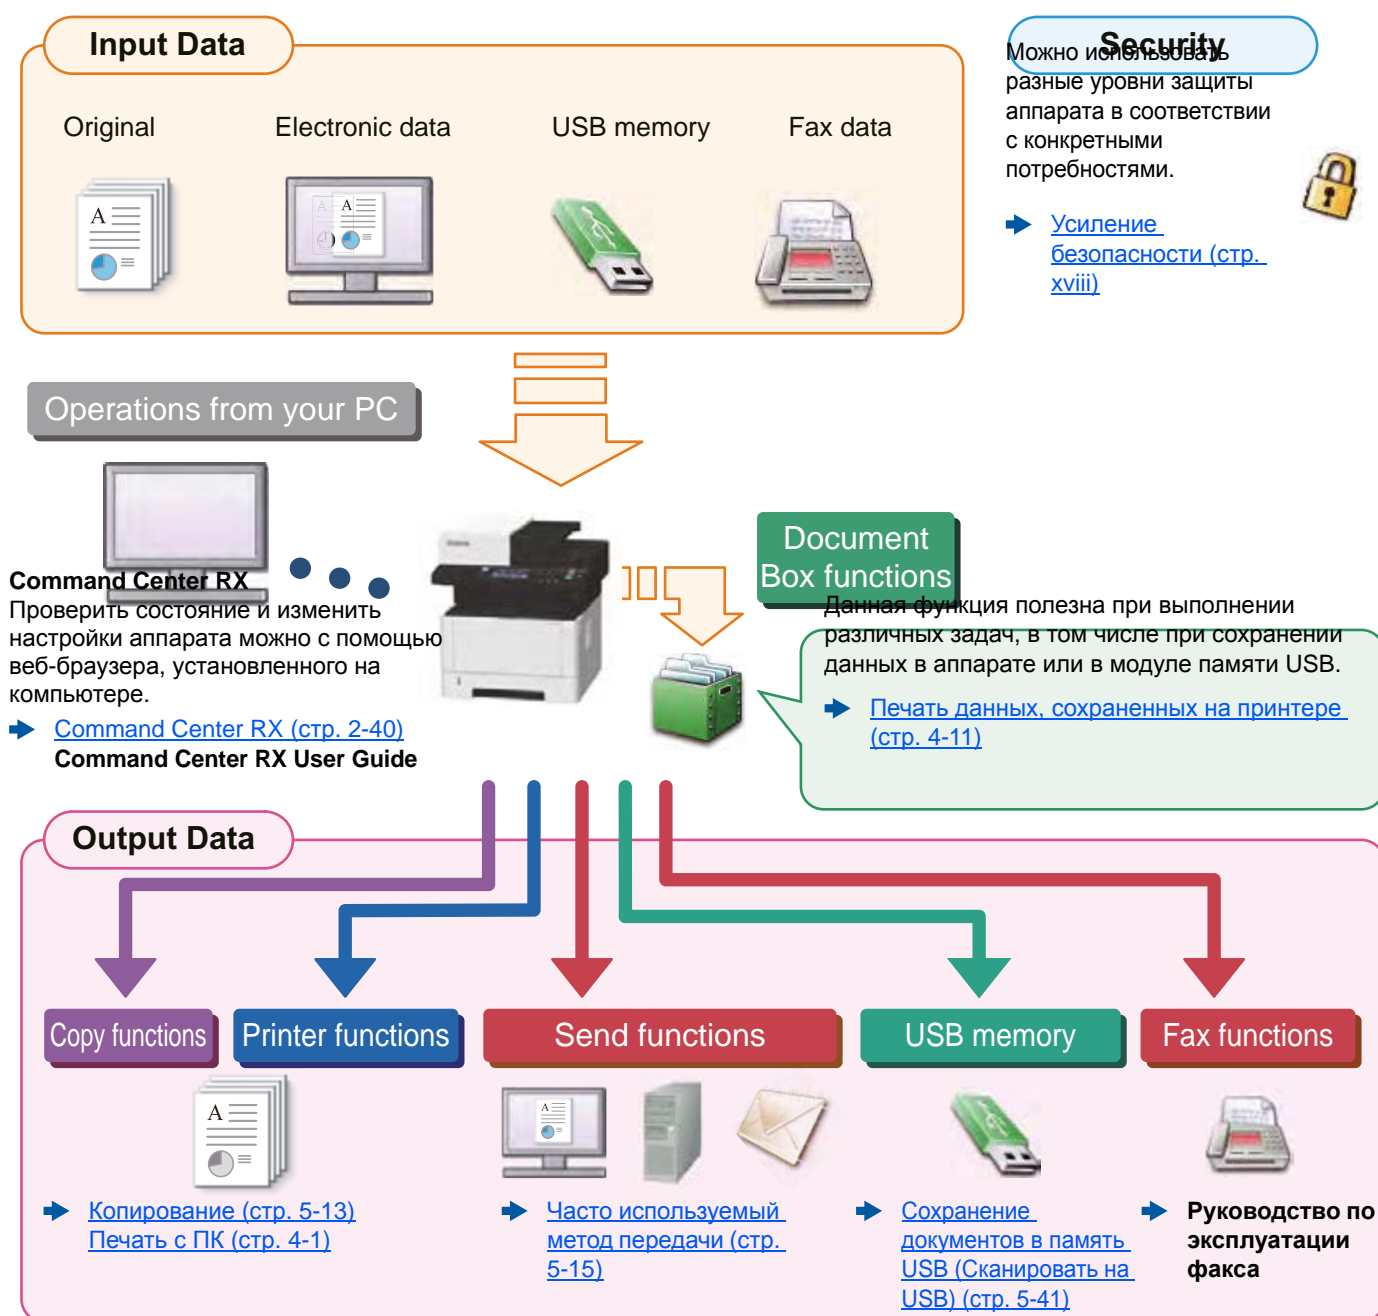 Input Data
Security
Можно использовать
разные уровни защиты
аппарата в соответствии
с конкретными
потребностями.
Усиление
безопасности (стр.
xviii)
Original
Electronic data
USB memory
Fax data
A
A
A
Operations from your PC
Command Center RX
Проверить состояние и изменить
настройки аппарата можно с помощью
веб-браузера, установленного на
компьютере.
Command Center RX (стр. 2-40)
Command Center RX User Guide
Document
Box functions
Данная функция полезна при выполнении
различных задач, в том числе при сохранении
данных в аппарате или в модуле памяти USB.
Печать данных, сохраненных на принтере
(стр. 4-11)
Output Data
Copy functions
Printer functions
Send functions
USB memory
Fax functions
A
A
Копирование (стр. 5-13)
Печать с ПК (стр. 4-1)
Часто используемый
метод передачи (стр.
5-15)
Сохранение
документов в память
USB (Сканировать на
USB) (стр. 5-41)
Руководство по
эксплуатации
факса